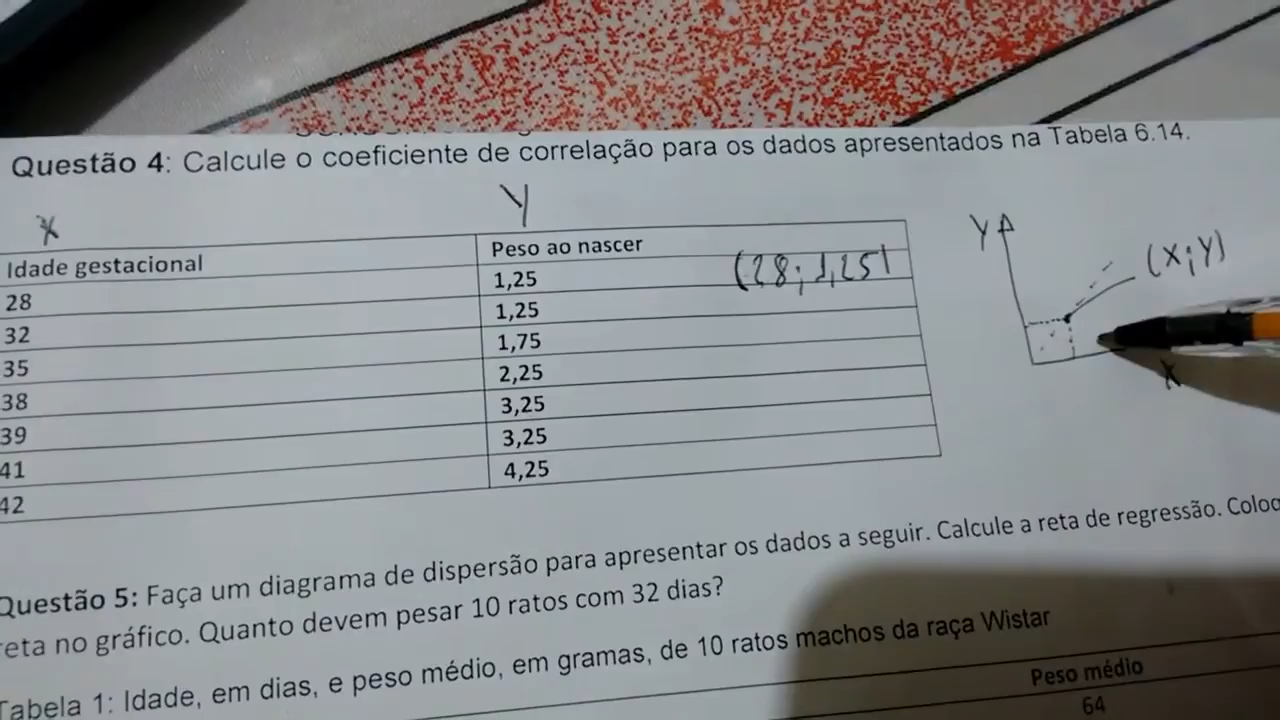 Questão 4: Calcule o coeficiente de correlação para os dados apresentados na Tabela 6.14.
X Y
Idade gestacional Peso ao nascer (28; 1,25)
28 1,25
32 1,25
35 1,75
38 2,25
39 3,25
41 3,25
42 4,25
Y (X;Y)
X
Questão 5: Faça um diagrama de dispersão para apresentar os dados a seguir. Calcule a reta de regressão.
reta no gráfico. Quanto devem pesar 10 ratos com 32 dias?
Tabela 1: Idade, em dias, e peso médio, em gramas, de 10 ratos machos da raça Wistar
Peso médio
64